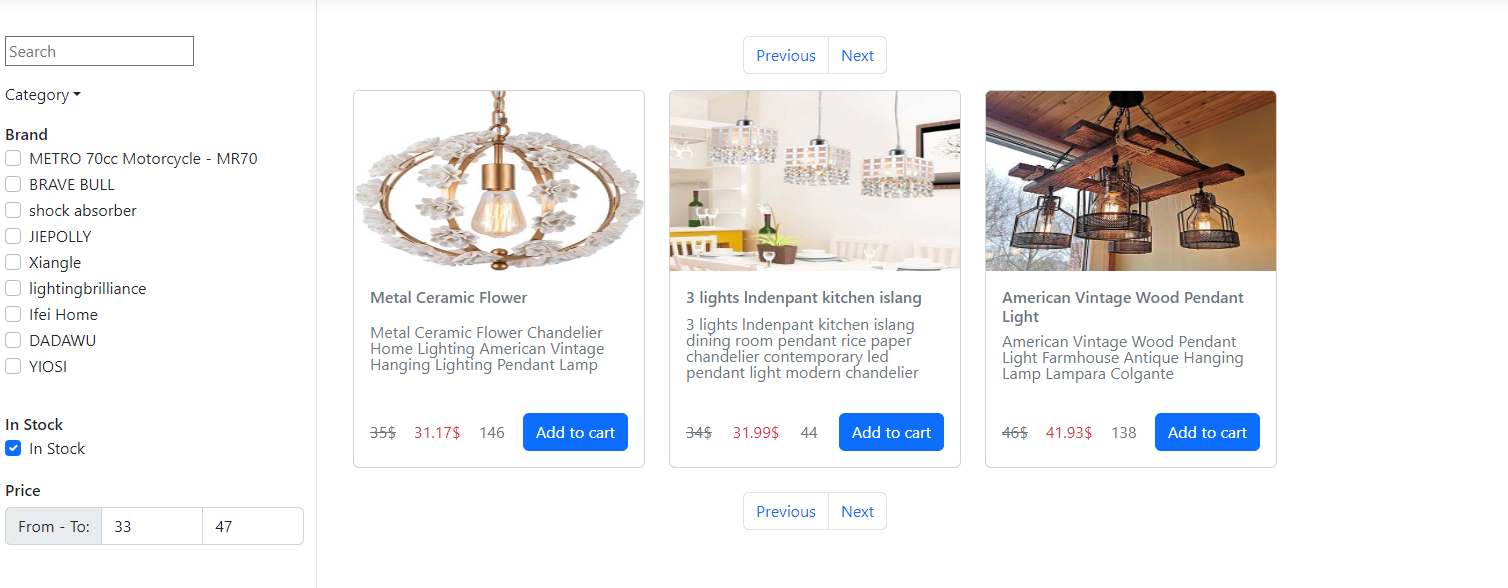 Search
Category
Brand
METRO 70cc Motorcycle - MR70
BRAVE BULL
shock absorber
JIEPOLLY
Xiangle
lightingbrilliance
Ifei Home
DADAWU
YIOSI
In Stock
In Stock
Price
From - To: 33 47
Previous Next
Metal Ceramic Flower
Metal Ceramic Flower Chandelier
Home Lighting American Vintage
Hanging Lighting Pendant Lamp
35$ 31.17$ 146 Add to cart
3 lights lndenpant kitchen islang
3 lights lndenpant kitchen islang
dining room pendant rice paper
chandelier contemporary led
pendant light modern chandelier
34$ 31.99$ 44 Add to cart
American Vintage Wood Pendant
Light
American Vintage Wood Pendant
Light Farmhouse Antique Hanging
Lamp Lampara Colgante
46$ 41.93$ 138 Add to cart
Previous Next